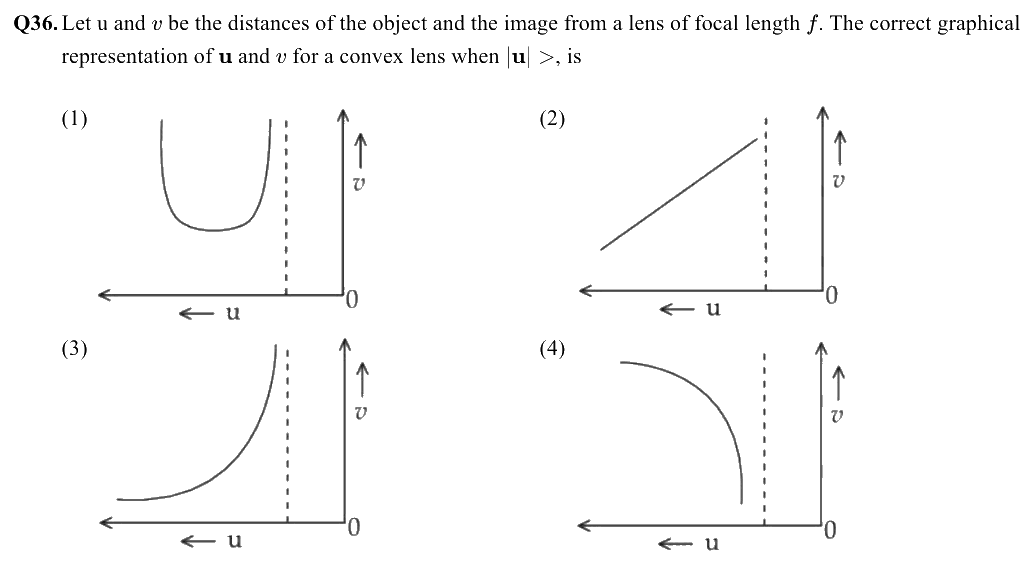 Q36. Let u and v be the distances of the object and the image from a lens of focal length f. The correct graphical
representation of u and v for a convex lens when |u| >, is
(1)
(2)
v
v
0
0
u
u
(3)
(4)
v
v
0
0
u
u